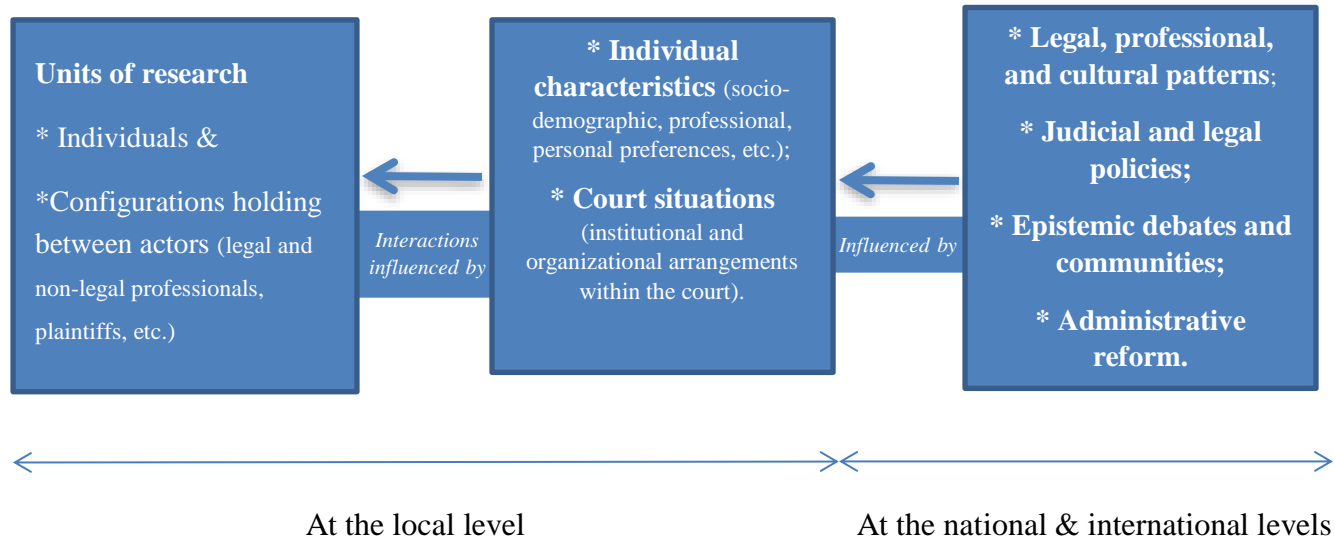 Units of research
* Individuals &
*Configurations holding
between actors (legal and
non-legal professionals,
plaintiffs, etc.)
Interactions
influenced by
* Individual
characteristics (socio-
demographic, professional,
personal preferences, etc.);
* Court situations
(institutional and
organizational arrangements
within the court).
Influenced by
* Legal, professional,
and cultural patterns;
* Judicial and legal
policies;
* Epistemic debates and
communities;
* Administrative
reform.
At the local level
At the national & international levels